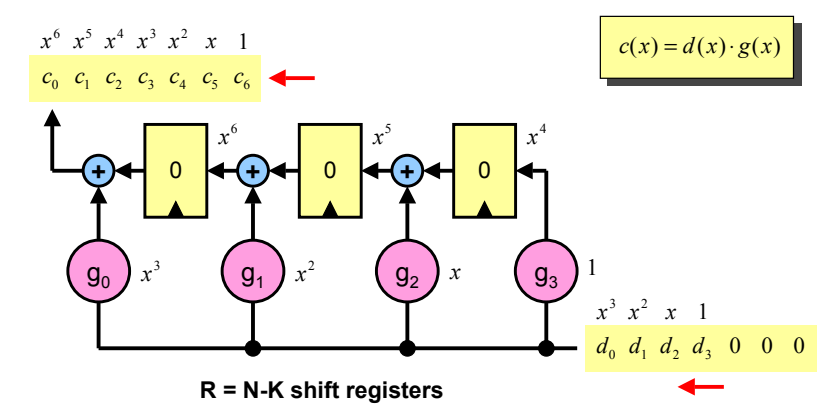 x⁶ x⁵ x⁴ x³ x² x 1
c₀ c₁ c₂ c₃ c₄ c₅ c₆
c(x) = d(x)·g(x)
x⁶ x⁵ x⁴
+ 0 + 0 + 0
g₀ x³ g₁ x² g₂ x g₃ 1
x³ x² x 1
d₀ d₁ d₂ d₃ 0 0 0
R = N-K shift registers